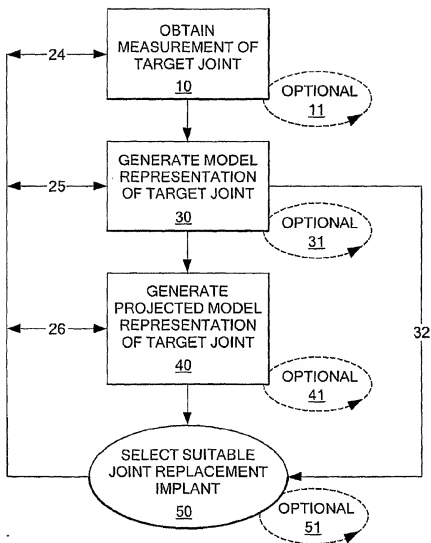 OBTAIN
MEASUREMENT OF
TARGET JOINT
10
24
OPTIONAL
11
GENERATE MODEL
REPRESENTATION
OF TARGET JOINT
30
25
OPTIONAL
31
GENERATE
PROJECTED MODEL
REPRESENTATION
OF TARGET JOINT
40
26
32
OPTIONAL
41
SELECT SUITABLE
JOINT REPLACEMENT
IMPLANT
50
OPTIONAL
51